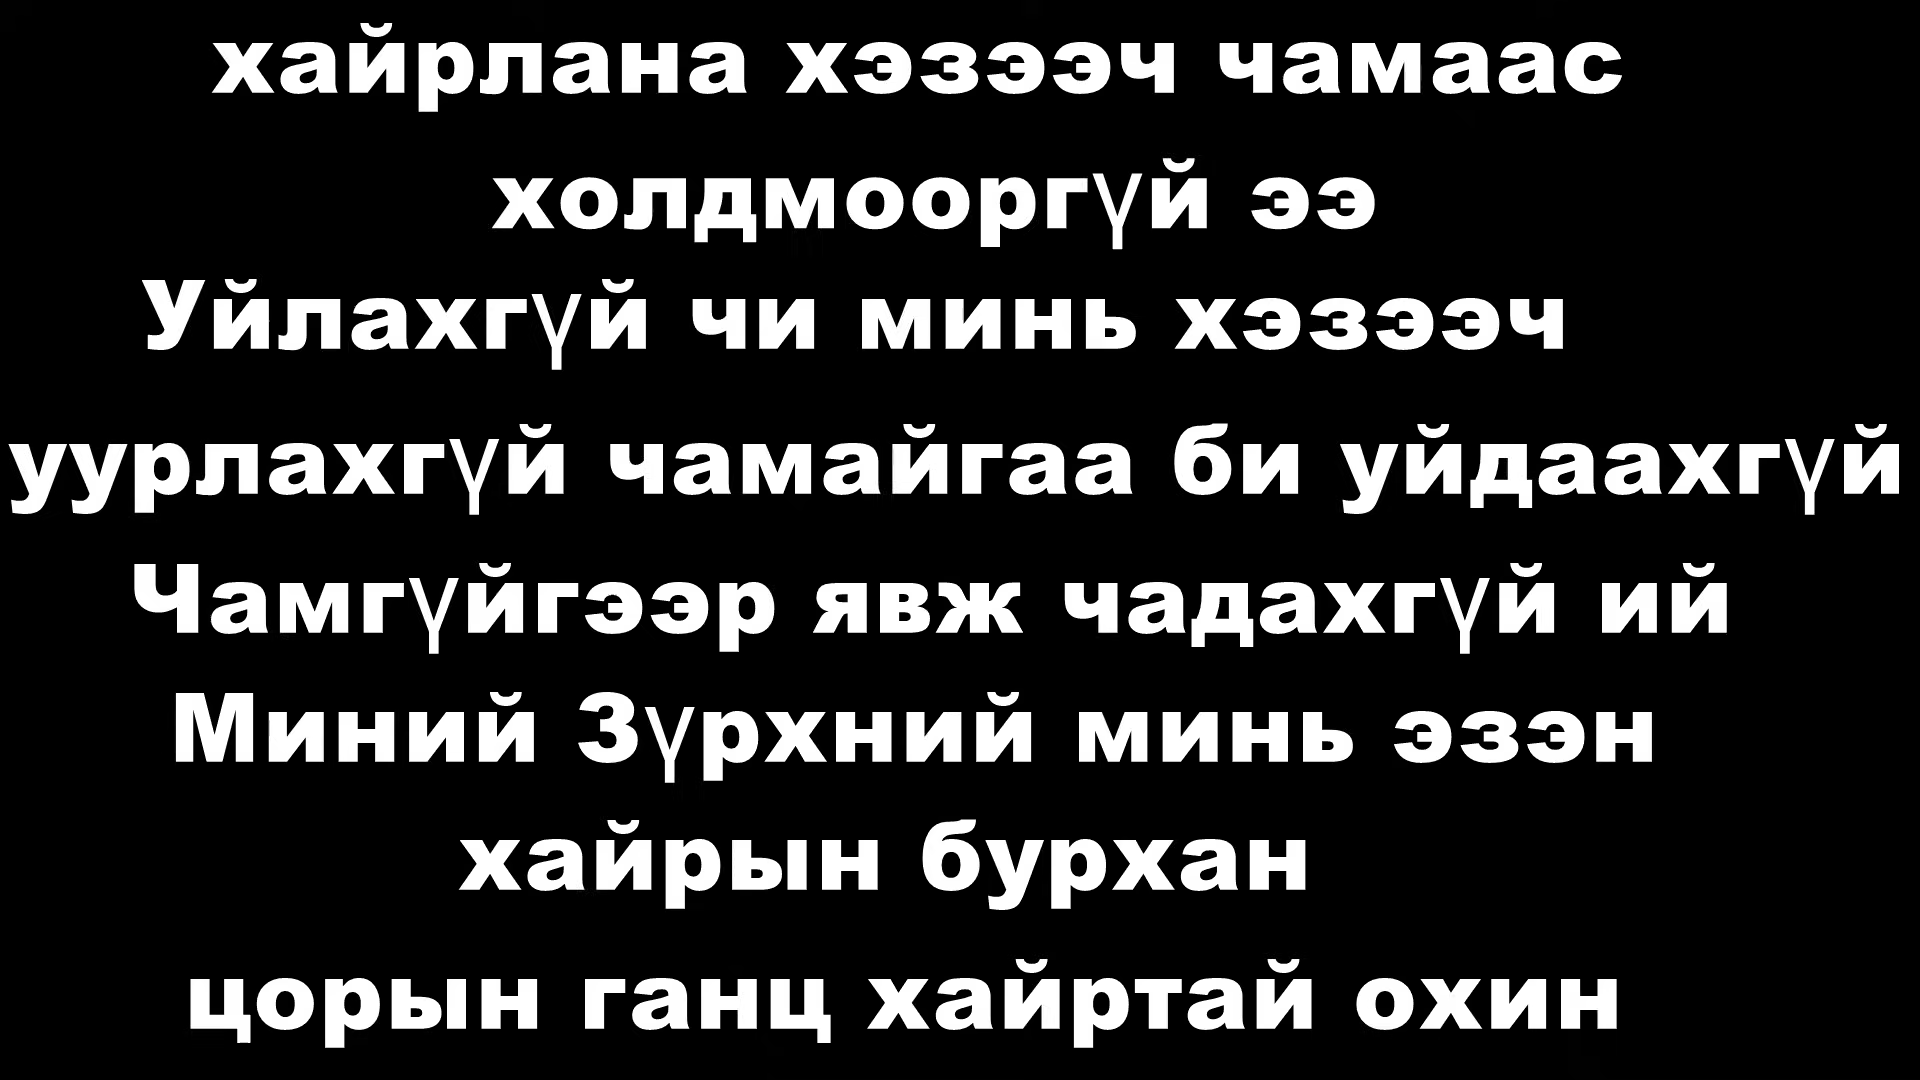 хайрлана хэзээч чамаас
холдмооргүй ээ
Уйлахгүй чи минь хэзээч
уурлахгүй чамайгаа би уйдаахгүй
Чамгүйгээр явж чадахгүй ий
Миний Зүрхний минь эзэн
хайрын бурхан
цорын ганц хайртай охин